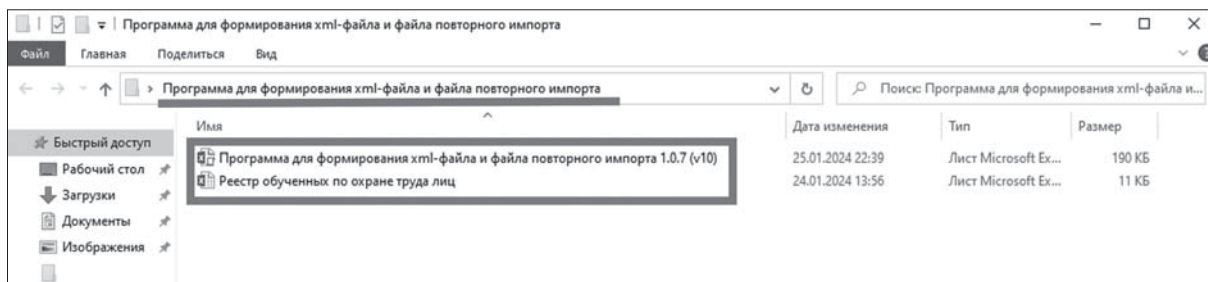 Программа для формирования xml-файла и файла повторного импорта
Файл Главная Поделиться Вид
Программа для формирования xml-файла и файла повторного импорта Поиск: Программа для формирования xml-файла и...
Имя Дата изменения Тип Размер
Быстрый доступ
Программа для формирования xml-файла и файла повторного импорта 1.0.7 (v10) 25.01.2024 22:39 Лист Microsoft Ex... 190 КБ
Рабочий стол
Реестр обученных по охране труда лиц 24.01.2024 13:56 Лист Microsoft Ex... 11 КБ
Загрузки
Документы
Изображения